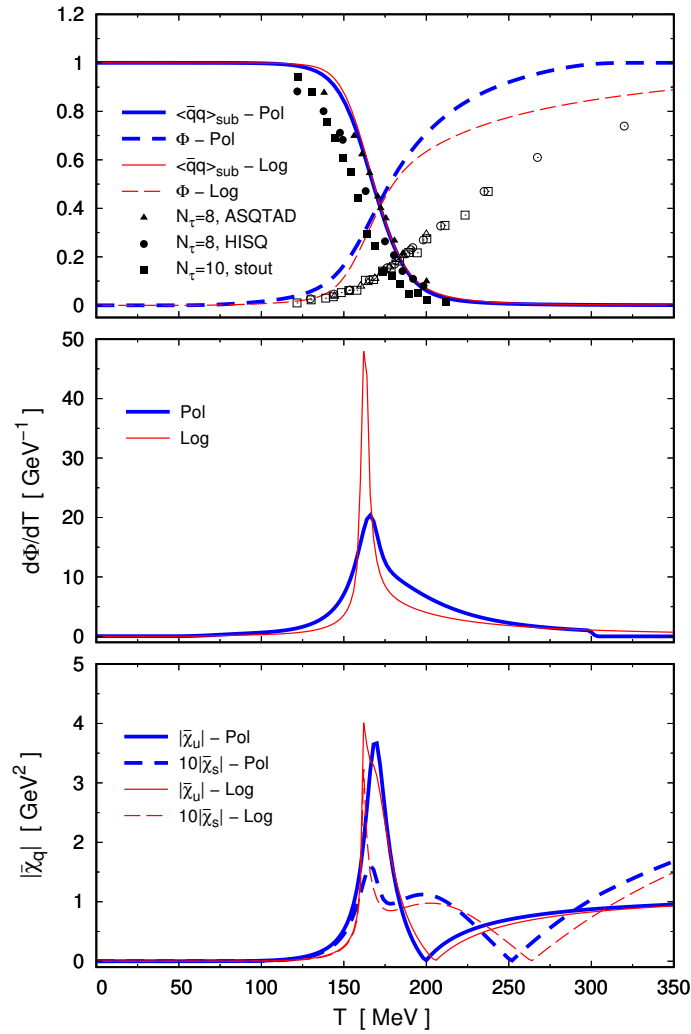 1.2
1
0.8
0.6
0.4
0.2
0
<q̄q>sub – Pol
Φ – Pol
<q̄q>sub – Log
Φ – Log
Nτ=8, ASQTAD
Nτ=8, HISQ
Nτ=10, stout
50
40
30
20
10
0
dΦ/dT [ GeV⁻¹ ]
Pol
Log
5
4
3
2
1
0
|χ̄q| [ GeV² ]
|χ̄u| – Pol
10|χ̄s| – Pol
|χ̄u| – Log
10|χ̄s| – Log
0 50 100 150 200 250 300 350
T [ MeV ]